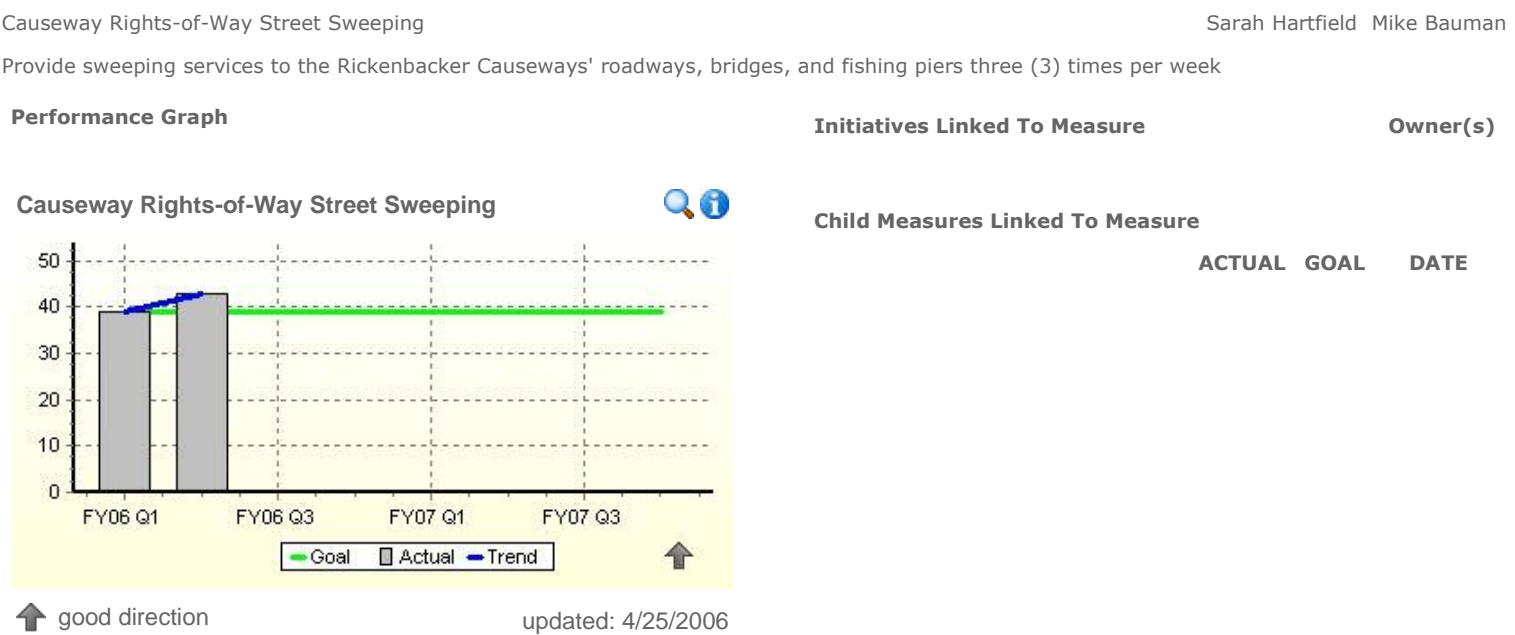 Causeway Rights-of-Way Street Sweeping Sarah Hartfield Mike Bauman
Provide sweeping services to the Rickenbacker Causeways' roadways, bridges, and fishing piers three (3) times per week
Performance Graph
Causeway Rights-of-Way Street Sweeping
50
40
30
20
10
0
FY06 Q1 FY06 Q3 FY07 Q1 FY07 Q3
Goal Actual Trend
good direction updated: 4/25/2006
Initiatives Linked To Measure Owner(s)
Child Measures Linked To Measure
ACTUAL GOAL DATE